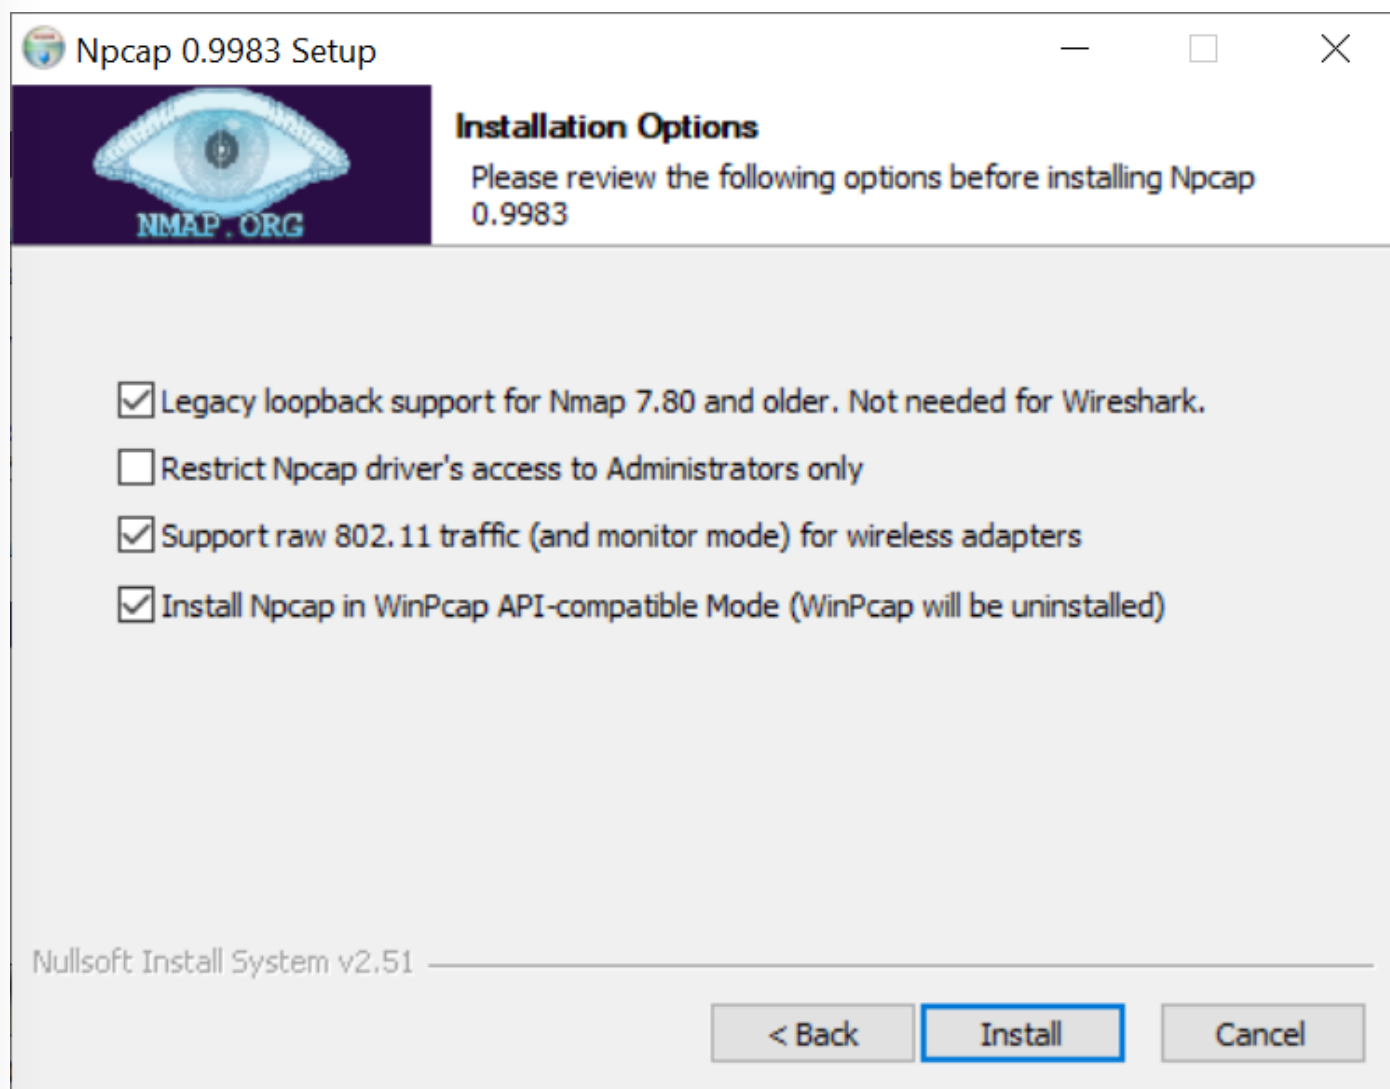 Npcap 0.9983 Setup
NMAP.ORG
Installation Options
Please review the following options before installing Npcap
0.9983
Legacy loopback support for Nmap 7.80 and older. Not needed for Wireshark.
Restrict Npcap driver's access to Administrators only
Support raw 802.11 traffic (and monitor mode) for wireless adapters
Install Npcap in WinPcap API-compatible Mode (WinPcap will be uninstalled)
Nullsoft Install System v2.51
< Back
Install
Cancel